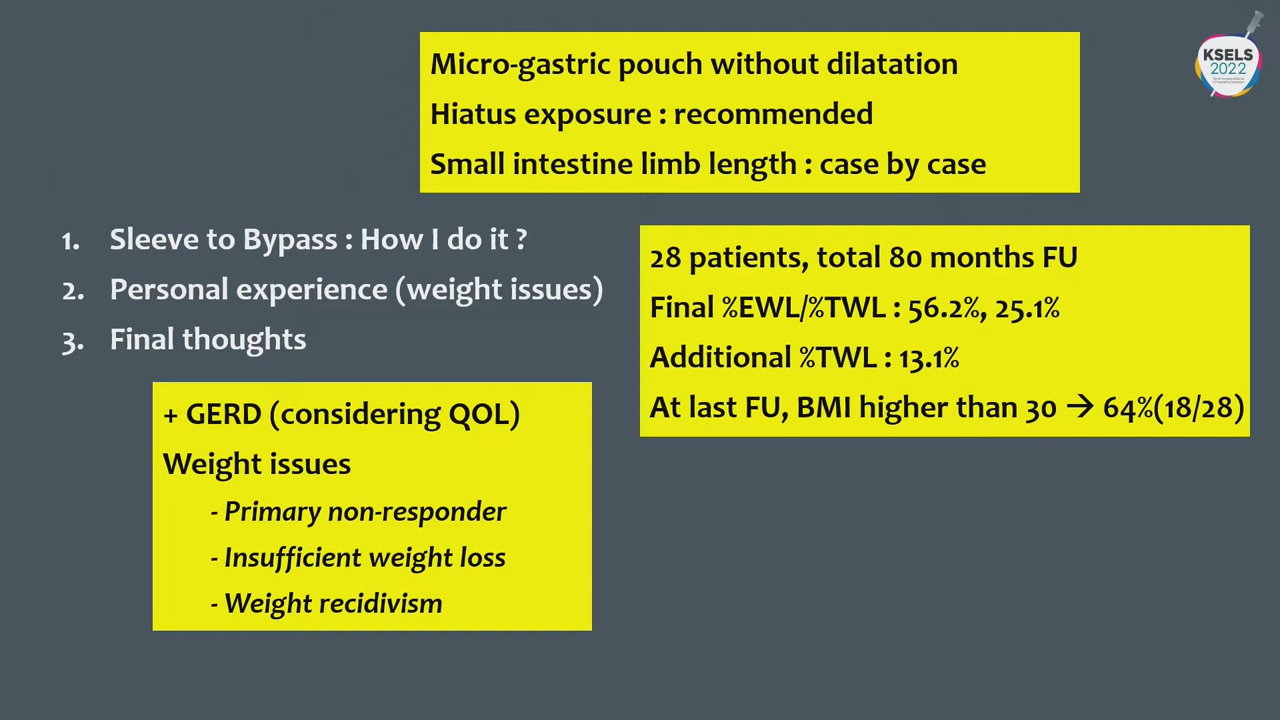 KSELS
2022
Micro-gastric pouch without dilatation
Hiatus exposure : recommended
Small intestine limb length : case by case
1. Sleeve to Bypass : How I do it ?
2. Personal experience (weight issues)
3. Final thoughts
28 patients, total 80 months FU
Final %EWL/%TWL : 56.2%, 25.1%
Additional %TWL : 13.1%
At last FU, BMI higher than 30 → 64%(18/28)
+ GERD (considering QOL)
Weight issues
- Primary non-responder
- Insufficient weight loss
- Weight recidivism